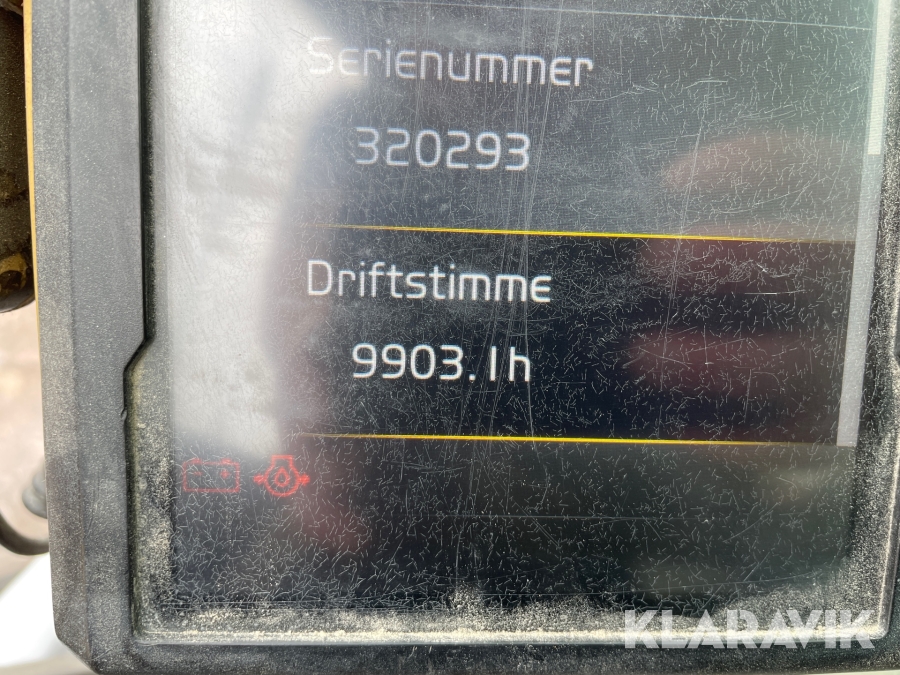 Serienummer
320293
Driftstimme
9903.1h
KLARAVIK